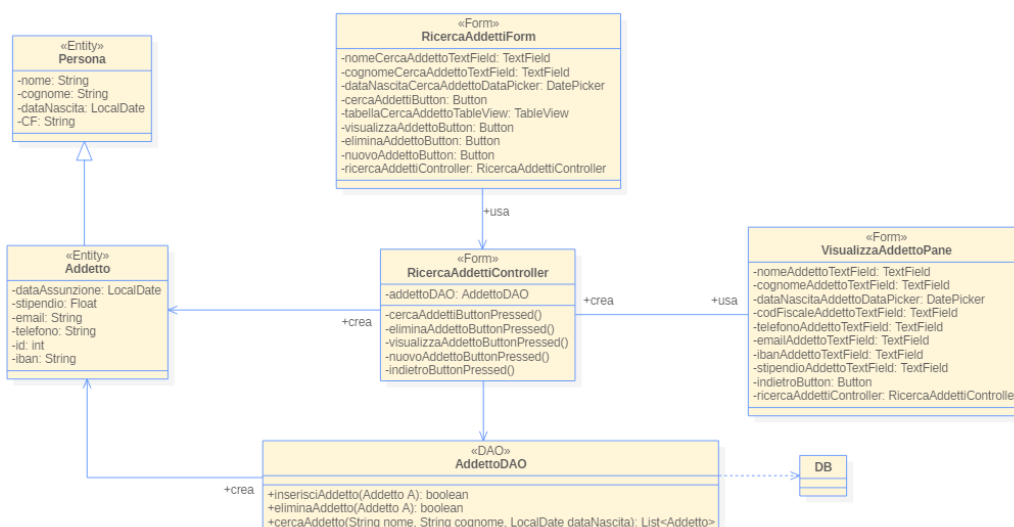 «Form»
RicercaAddettiForm
-nomeCercaAddettoTextField: TextField
-cognomeCercaAddettoTextField: TextField
-dataNascitaCercaAddettoDataPicker: DatePicker
-cercaAddettiButton: Button
-tabellaCercaAddettoTableView: TableView
-visualizzaAddettoButton: Button
-eliminaAddettoButton: Button
-nuovoAddettoButton: Button
-ricercaAddettiController: RicercaAddettiController
«Entity»
Persona
-nome: String
-cognome: String
-dataNascita: LocalDate
-CF: String
+usa
«Entity»
Addetto
-dataAssunzione: LocalDate
-stipendio: Float
-email: String
-telefono: String
-id: int
-iban: String
+crea
«Form»
RicercaAddettiController
-addettoDAO: AddettoDAO
-cercaAddettiButtonPressed()
-eliminaAddettoButtonPressed()
-visualizzaAddettoButtonPressed()
-nuovoAddettoButtonPressed()
-indietroButtonPressed()
+crea
+usa
«Form»
VisualizzaAddettoPane
-nomeAddettoTextField: TextField
-cognomeAddettoTextField: TextField
-dataNascitaAddettoDataPicker: DatePicker
-codFiscaleAddettoTextField: TextField
-telefonoAddettoTextField: TextField
-emailAddettoTextField: TextField
-ibanAddettoTextField: TextField
-stipendioAddettoTextField: TextField
-indietroButton: Button
-ricercaAddettiController: RicercaAddettiControlle
+crea
«DAO»
AddettoDAO
+inserisciAddetto(Addetto A): boolean
+eliminaAddetto(Addetto A): boolean
+cercaAddetto(String nome, String cognome, LocalDate dataNascita): List<Addetto>
DB